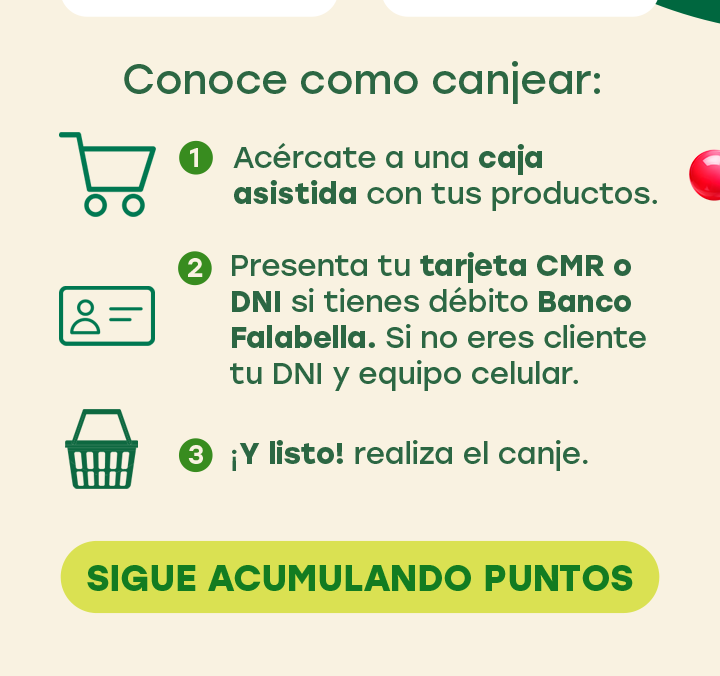 Conoce como canjear:
1 Acércate a una caja
asistida con tus productos.
2 Presenta tu tarjeta CMR o
DNI si tienes débito Banco
Falabella. Si no eres cliente
tu DNI y equipo celular.
3 ¡Y listo! realiza el canje.
SIGUE ACUMULANDO PUNTOS